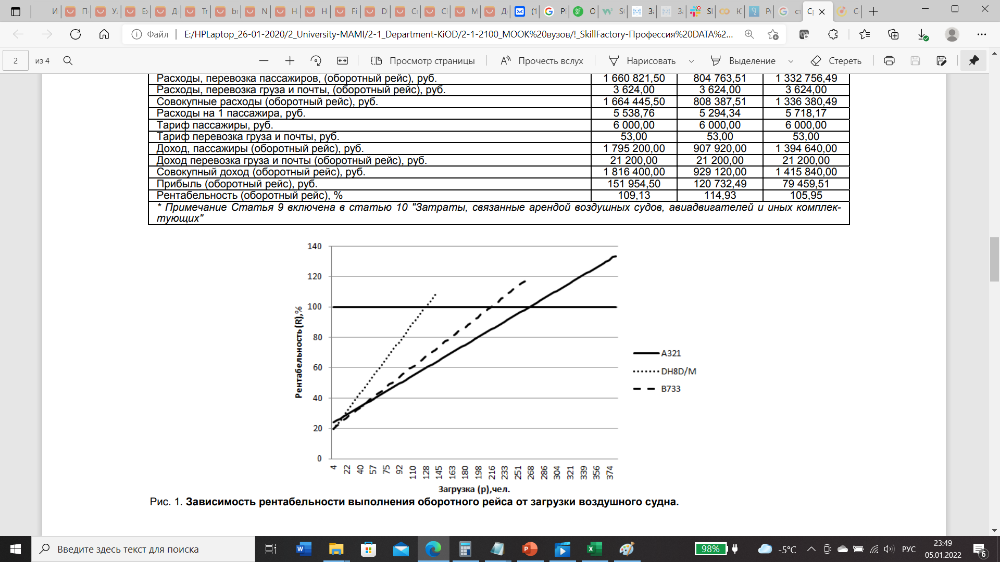 И
П
У
Е
Д
Tr
br
N
Н
Н
Fi
D
С
С
М
Д
(1
Pl
О
S
За
За
Sl
Ю
Ро
ст
Ср
С
Файл
E:/HPLaptop_26-01-2020/2_University-MAMI/2-1_Department-KiOD/2-1-2100_MOOK%20вузов/!_SkillFactory-Профессия%20DATA%2...
2 из 4
Просмотр страницы
Прочесть вслух
Нарисовать
Выделение
Стереть
Расходы, перевозка пассажиров, (оборотный рейс), руб. 1 660 821,50 804 763,51 1 332 756,49
Расходы, перевозка груза и почты, (оборотный рейс), руб. 3 624,00 3 624,00 3 624,00
Совокупные расходы (оборотный рейс), руб. 1 664 445,50 808 387,51 1 336 380,49
Расходы на 1 пассажира, руб. 5 538,76 5 294,34 5 718,17
Тариф пассажиры, руб. 6 000,00 6 000,00 6 000,00
Тариф перевозка груза и почты, руб. 53,00 53,00 53,00
Доход, пассажиры (оборотный рейс), руб. 1 795 200,00 907 920,00 1 394 640,00
Доход перевозка груза и почты (оборотный рейс), руб. 21 200,00 21 200,00 21 200,00
Совокупный доход (оборотный рейс), руб. 1 816 400,00 929 120,00 1 415 840,00
Прибыль (оборотный рейс), руб. 151 954,50 120 732,49 79 459,51
Рентабельность (оборотный рейс), % 109,13 114,93 105,95
* Примечание Статья 9 включена в статью 10 "Затраты, связанные арендой воздушных судов, авиадвигателей и иных комплек-
тующих"
140
120
100
80
60
40
20
0
Рентабельность(R),%
4 22 40 57 75 92 110 128 145 163 180 198 216 233 251 268 286 304 321 339 356 374
Загрузка (p),чел.
A321
DH8D/M
B733
Рис. 1. Зависимость рентабельности выполнения оборотного рейса от загрузки воздушного судна.
Введите здесь текст для поиска
98%
-5°C
РУС
23:49
05.01.2022
6